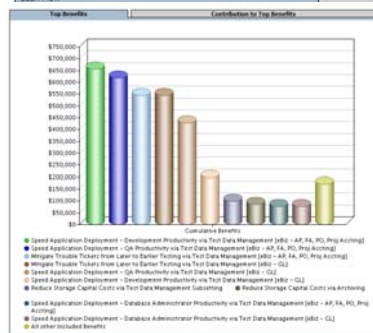 Top Benefits
Contribution to Top Benefits
$750,000
$700,000
$650,000
$600,000
$550,000
$500,000
$450,000
$400,000
$350,000
$300,000
$250,000
$200,000
$150,000
$100,000
$50,000
$0
Cumulative Benefits
Speed Application Deployment - Development Productivity via Test Data Management [eBiz - AP, FA, PO, Proj Accting]
Speed Application Deployment - QA Productivity via Test Data Management [eBiz - AP, FA, PO, Proj Accting]
Mitigate Trouble Tickets from Later to Earlier Testing via Test Data Management [eBiz - AP, FA, PO, Proj Accting]
Mitigate Trouble Tickets from Later to Earlier Testing via Test Data Management [eBiz - GL]
Speed Application Deployment - QA Productivity via Test Data Management [eBiz - GL]
Speed Application Deployment - Development Productivity via Test Data Management [eBiz - GL]
Reduce Storage Capital Costs via Test Data Management Subsetting
Reduce Storage Capital Costs via Archiving
Speed Application Deployment - Database Administrator Productivity via Test Data Management [eBiz - AP, FA, PO, Proj
Accting]
Speed Application Deployment - Database Administrator Productivity via Test Data Management [eBiz - GL]
All other Included Benefits